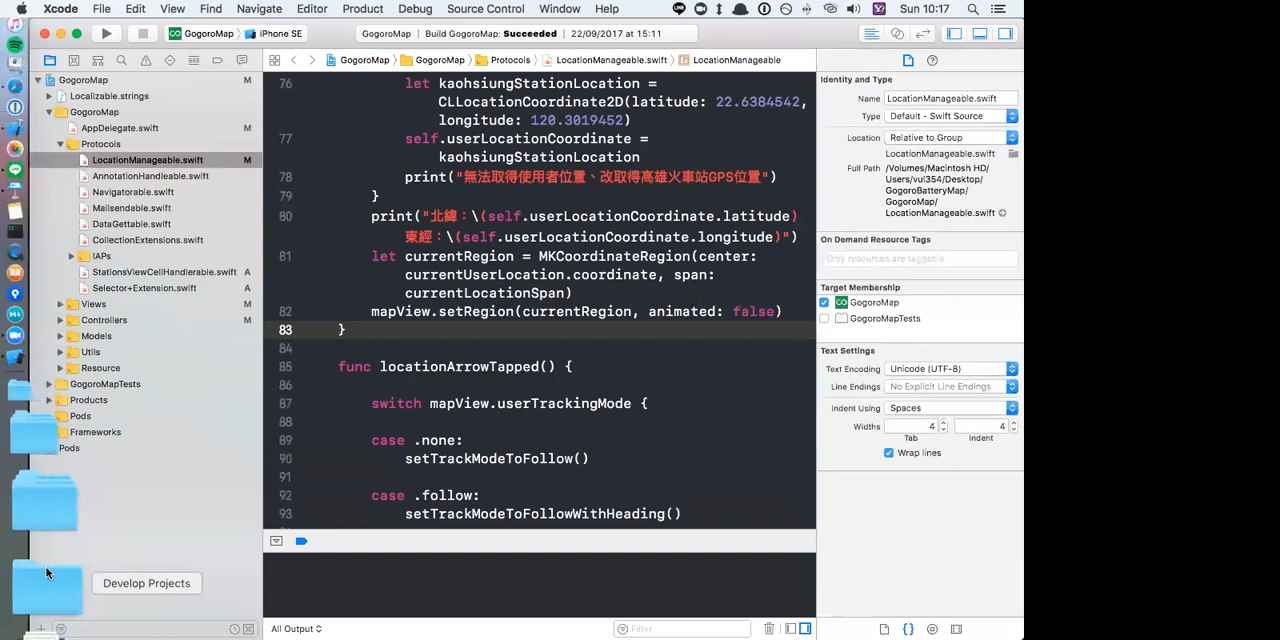 Xcode File Edit View Find Navigate Editor Product Debug Source Control Window Help Sun 10:17
GogoroMap iPhone SE GogoroMap | Build GogoroMap: Succeeded | 22/09/2017 at 15:11
GogoroMap GogoroMap Protocols LocationManageable.swift LocationManageable
GogoroMap M
Localizable.strings
GogoroMap
AppDelegate.swift M
Protocols
LocationManageable.swift M
AnnotationHandleable.swift
Navigatorable.swift
Mailsendable.swift
DataGettable.swift
CollectionExtensions.swift
IAPs
StationsViewCellHandlerable.swift A
Selector+Extension.swift A
Views M
Controllers M
Models
Utils
Resource
GogoroMapTests
Products
Pods
Frameworks
Pods
Develop Projects
76 let kaohsiungStationLocation =
CLLocationCoordinate2D(latitude: 22.6384542,
longitude: 120.3019452)
77 self.userLocationCoordinate =
kaohsiungStationLocation
78 print("無法取得使用者位置、改取得高雄火車站GPS位置")
79 }
80 print("北緯：\(self.userLocationCoordinate.latitude)
東經：\(self.userLocationCoordinate.longitude)")
81 let currentRegion = MKCoordinateRegion(center:
currentUserLocation.coordinate, span:
currentLocationSpan)
82 mapView.setRegion(currentRegion, animated: false)
83 }
84
85 func locationArrowTapped() {
86
87 switch mapView.userTrackingMode {
88
89 case .none:
90 setTrackModeToFollow()
91
92 case .follow:
93 setTrackModeToFollowWithHeading()
All Output Filter
Identity and Type
Name LocationManageable.swift
Type Default - Swift Source
Location Relative to Group
LocationManageable.swift
Full Path /Volumes/Macintosh HD/
Users/vul354/Desktop/
GogoroBatteryMap/
GogoroMap/
LocationManageable.swift
On Demand Resource Tags
Only resources are taggable
Target Membership
GogoroMap
GogoroMapTests
Text Settings
Text Encoding Unicode (UTF-8)
Line Endings No Explicit Line Endings
Indent Using Spaces
Widths 4 4
Tab Indent
Wrap lines